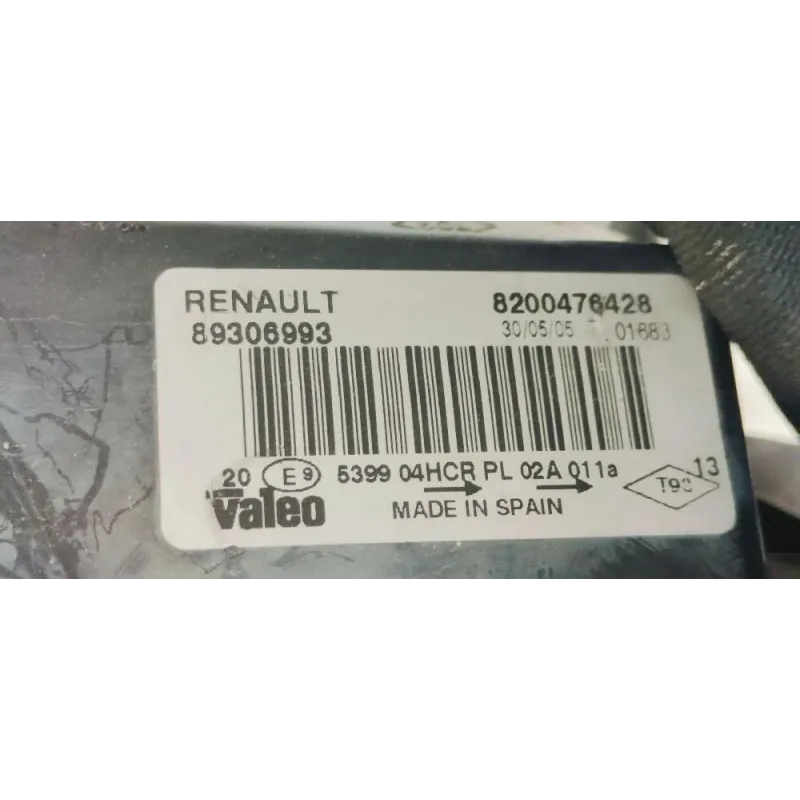 RENAULT 8200476428
89306993 30/05/05 01683
20 E9 5399 04HCR PL 02A 011a 13
Valeo MADE IN SPAIN